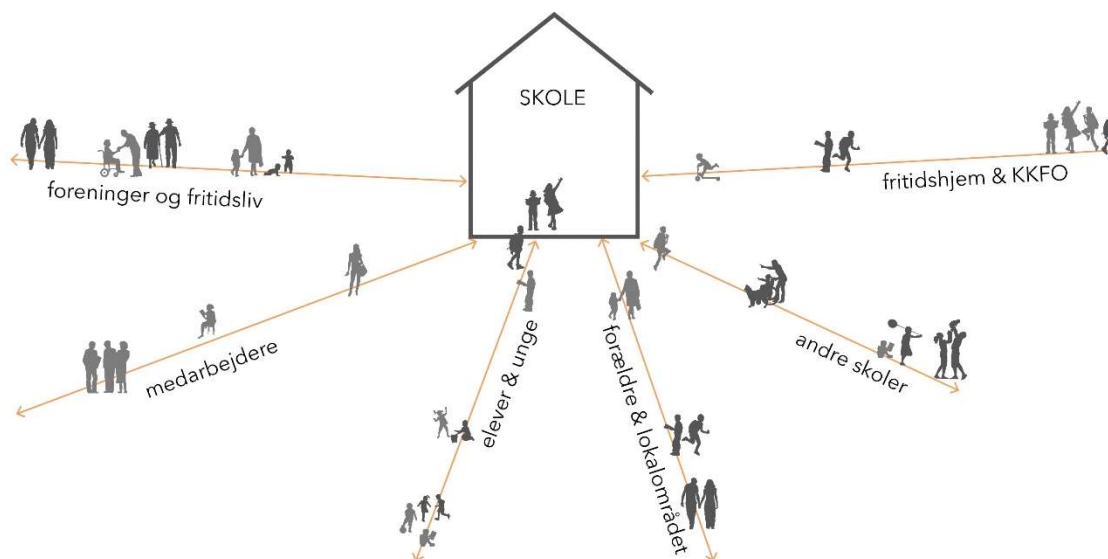 SKOLE
foreninger og fritidsliv
fritidshjem & KKFO
medarbejdere
elever & unge
forældre & lokalområdet
andre skoler